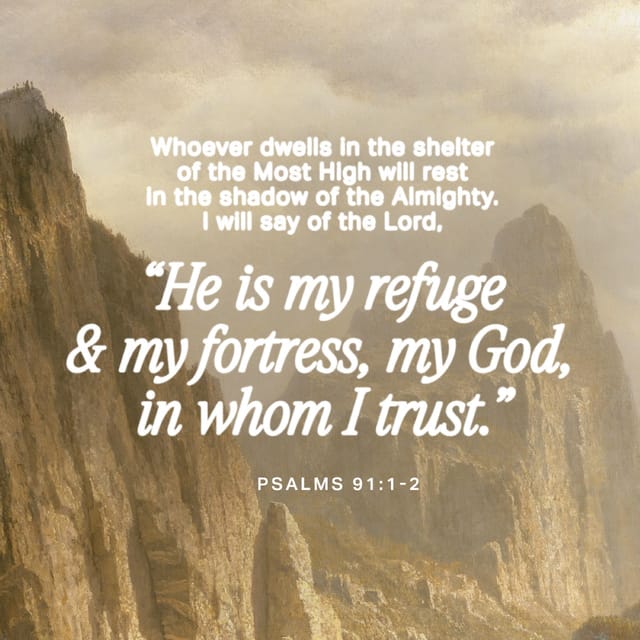 Whoever dwells in the shelter
of the Most High will rest
in the shadow of the Almighty.
I will say of the Lord,
“He is my refuge
& my fortress, my God,
in whom I trust.”
PSALMS 91:1-2